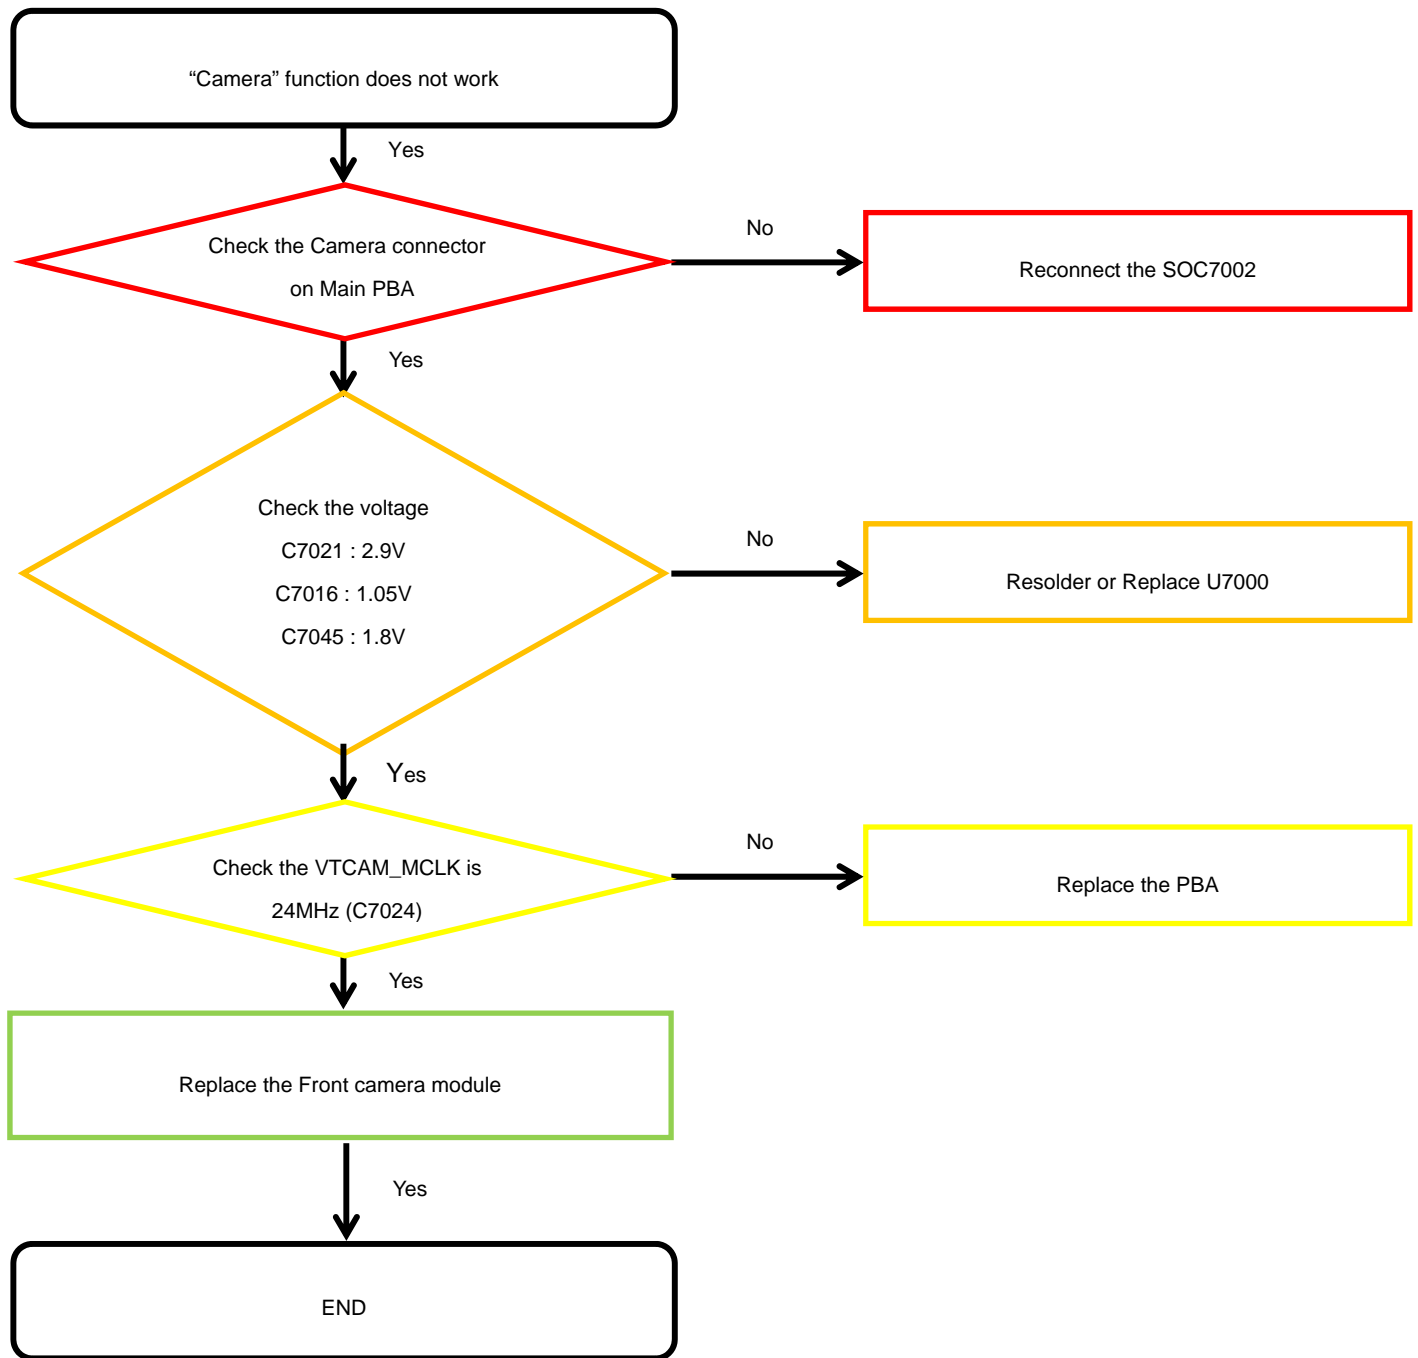 “Camera” function does not work
Yes
Check the Camera connector
on Main PBA
No
Reconnect the SOC7002
Yes
Check the voltage
C7021 : 2.9V
C7016 : 1.05V
C7045 : 1.8V
No
Resolder or Replace U7000
Yes
Check the VTCAM_MCLK is
24MHz (C7024)
No
Replace the PBA
Yes
Replace the Front camera module
Yes
END